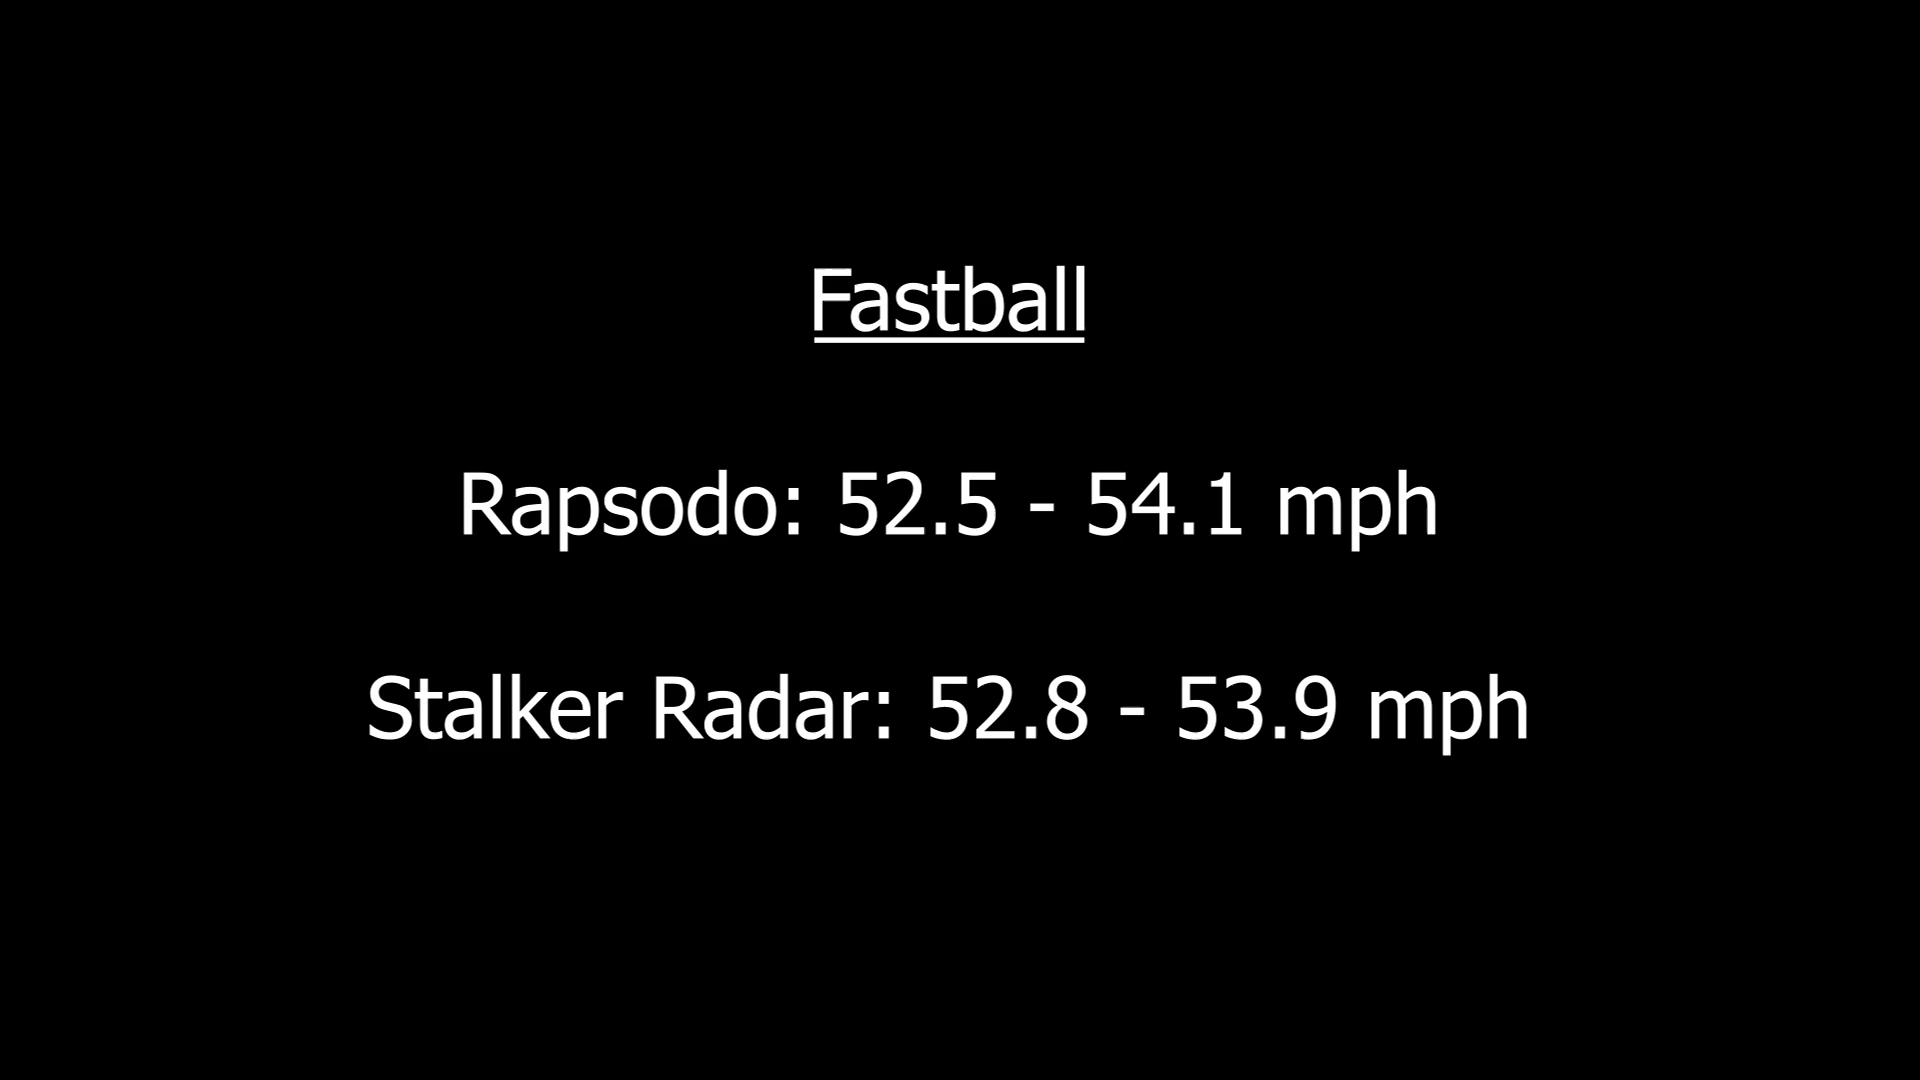 Fastball
Rapsodo: 52.5 - 54.1 mph
Stalker Radar: 52.8 - 53.9 mph